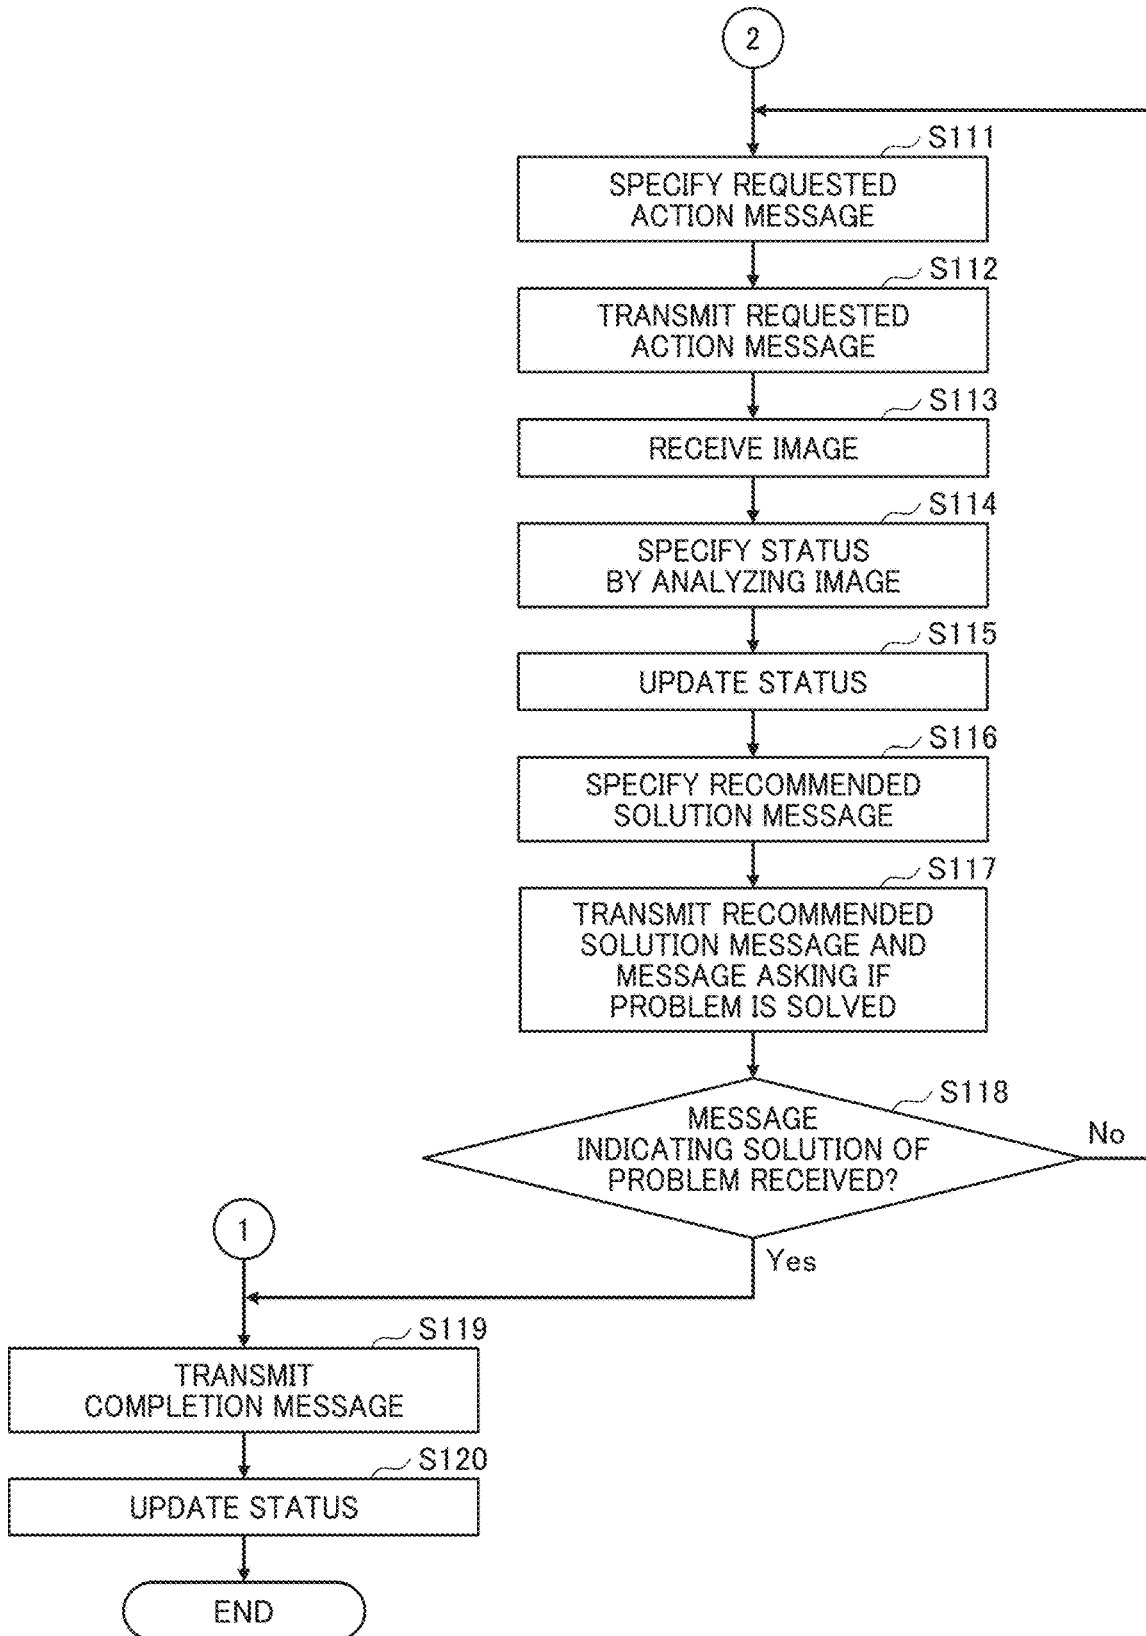 2
S111
SPECIFY REQUESTED
ACTION MESSAGE
S112
TRANSMIT REQUESTED
ACTION MESSAGE
S113
RECEIVE IMAGE
S114
SPECIFY STATUS
BY ANALYZING IMAGE
S115
UPDATE STATUS
S116
SPECIFY RECOMMENDED
SOLUTION MESSAGE
S117
TRANSMIT RECOMMENDED
SOLUTION MESSAGE AND
MESSAGE ASKING IF
PROBLEM IS SOLVED
S118
MESSAGE
INDICATING SOLUTION OF
PROBLEM RECEIVED?
No
Yes
1
S119
TRANSMIT
COMPLETION MESSAGE
S120
UPDATE STATUS
END